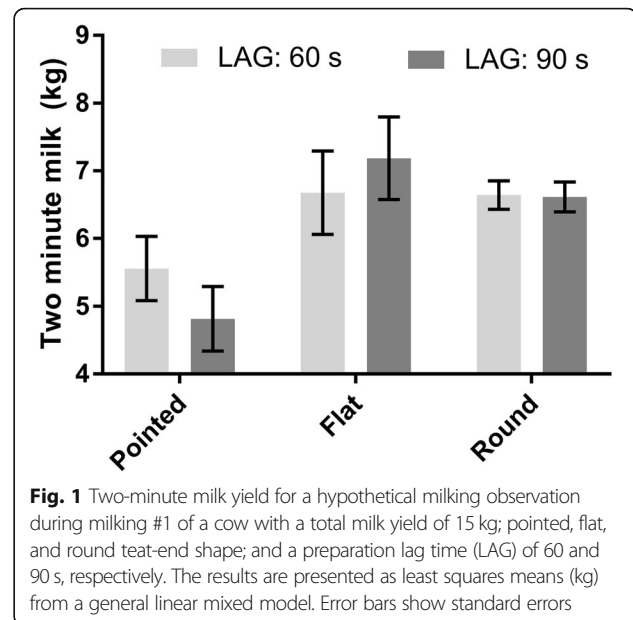 LAG: 60 s LAG: 90 s
9
8
7
6
5
4
Two minute milk (kg)
Pointed Flat Round
Fig. 1 Two-minute milk yield for a hypothetical milking observation
during milking #1 of a cow with a total milk yield of 15 kg; pointed, flat,
and round teat-end shape; and a preparation lag time (LAG) of 60 and
90 s, respectively. The results are presented as least squares means (kg)
from a general linear mixed model. Error bars show standard errors